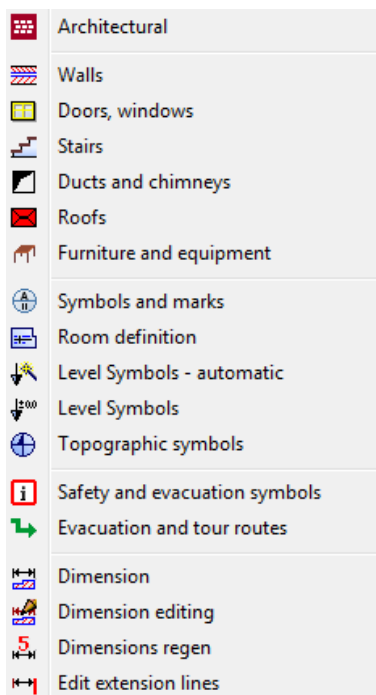 Architectural
Walls
Doors, windows
Stairs
Ducts and chimneys
Roofs
Furniture and equipment
Symbols and marks
Room definition
Level Symbols - automatic
Level Symbols
Topographic symbols
Safety and evacuation symbols
Evacuation and tour routes
Dimension
Dimension editing
Dimensions regen
Edit extension lines